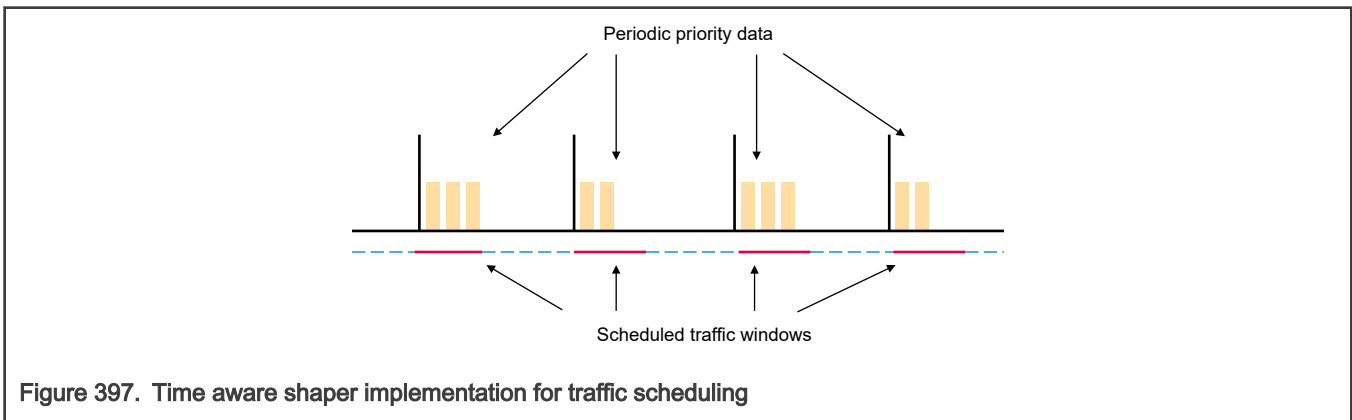 Periodic priority data
Scheduled traffic windows
Figure 397. Time aware shaper implementation for traffic scheduling